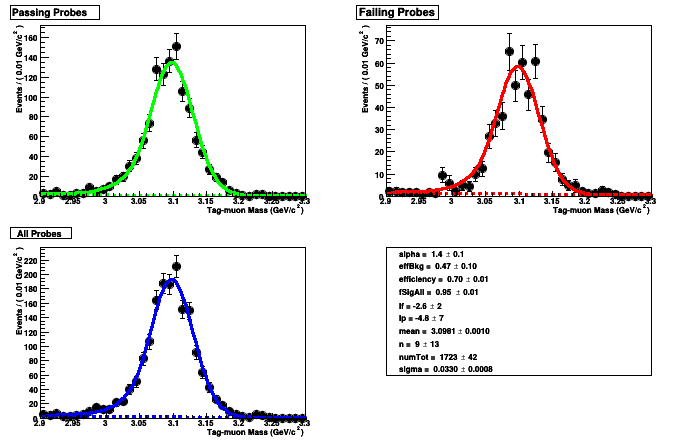 Passing Probes
Events / ( 0.01 GeV/c² )
160
140
120
100
80
60
40
20
0
2.9 2.95 3 3.05 3.1 3.15 3.2 3.25 3.3
Tag-muon Mass (GeV/c²)
Failing Probes
Events / ( 0.01 GeV/c² )
70
60
50
40
30
20
10
0
2.9 2.95 3 3.05 3.1 3.15 3.2 3.25 3.3
Tag-muon Mass (GeV/c²)
All Probes
Events / ( 0.01 GeV/c² )
220
200
180
160
140
120
100
80
60
40
20
0
2.9 2.95 3 3.05 3.1 3.15 3.2 3.25 3.3
Tag-muon Mass (GeV/c²)
alpha = 1.4 ± 0.1
effBkg = 0.47 ± 0.10
efficiency = 0.70 ± 0.01
fSigAll = 0.95 ± 0.01
lf = -2.6 ± 2
lp = -4.8 ± 7
mean = 3.0981 ± 0.0010
n = 9 ± 13
numTot = 1723 ± 42
sigma = 0.0330 ± 0.0008